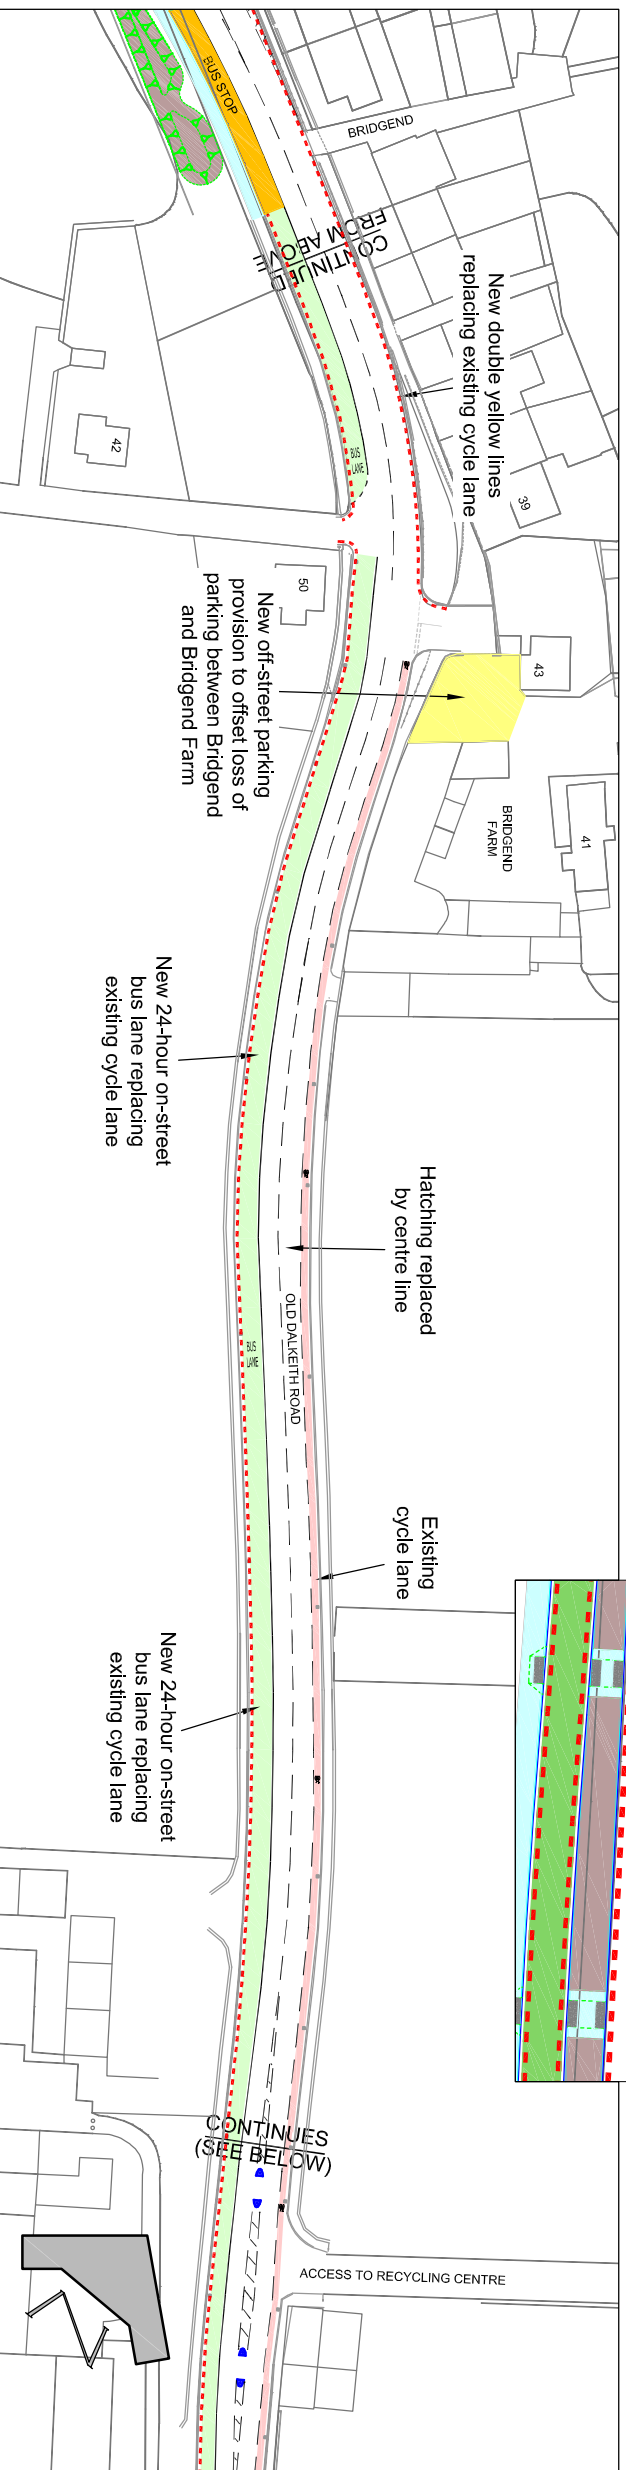 BUS STOP
BRIDGEND
CONTINUED
FROM ABOVE
New double yellow lines
replacing existing cycle lane
39
42
BUS
LANE
50
43
New off-street parking
provision to offset loss of
parking between Bridgend
and Bridgend Farm
BRIDGEND
FARM
41
New 24-hour on-street
bus lane replacing
existing cycle lane
Hatching replaced
by centre line
OLD DALKEITH ROAD
BUS
LANE
Existing
cycle lane
New 24-hour on-street
bus lane replacing
existing cycle lane
CONTINUES
(SEE BELOW)
ACCESS TO RECYCLING CENTRE